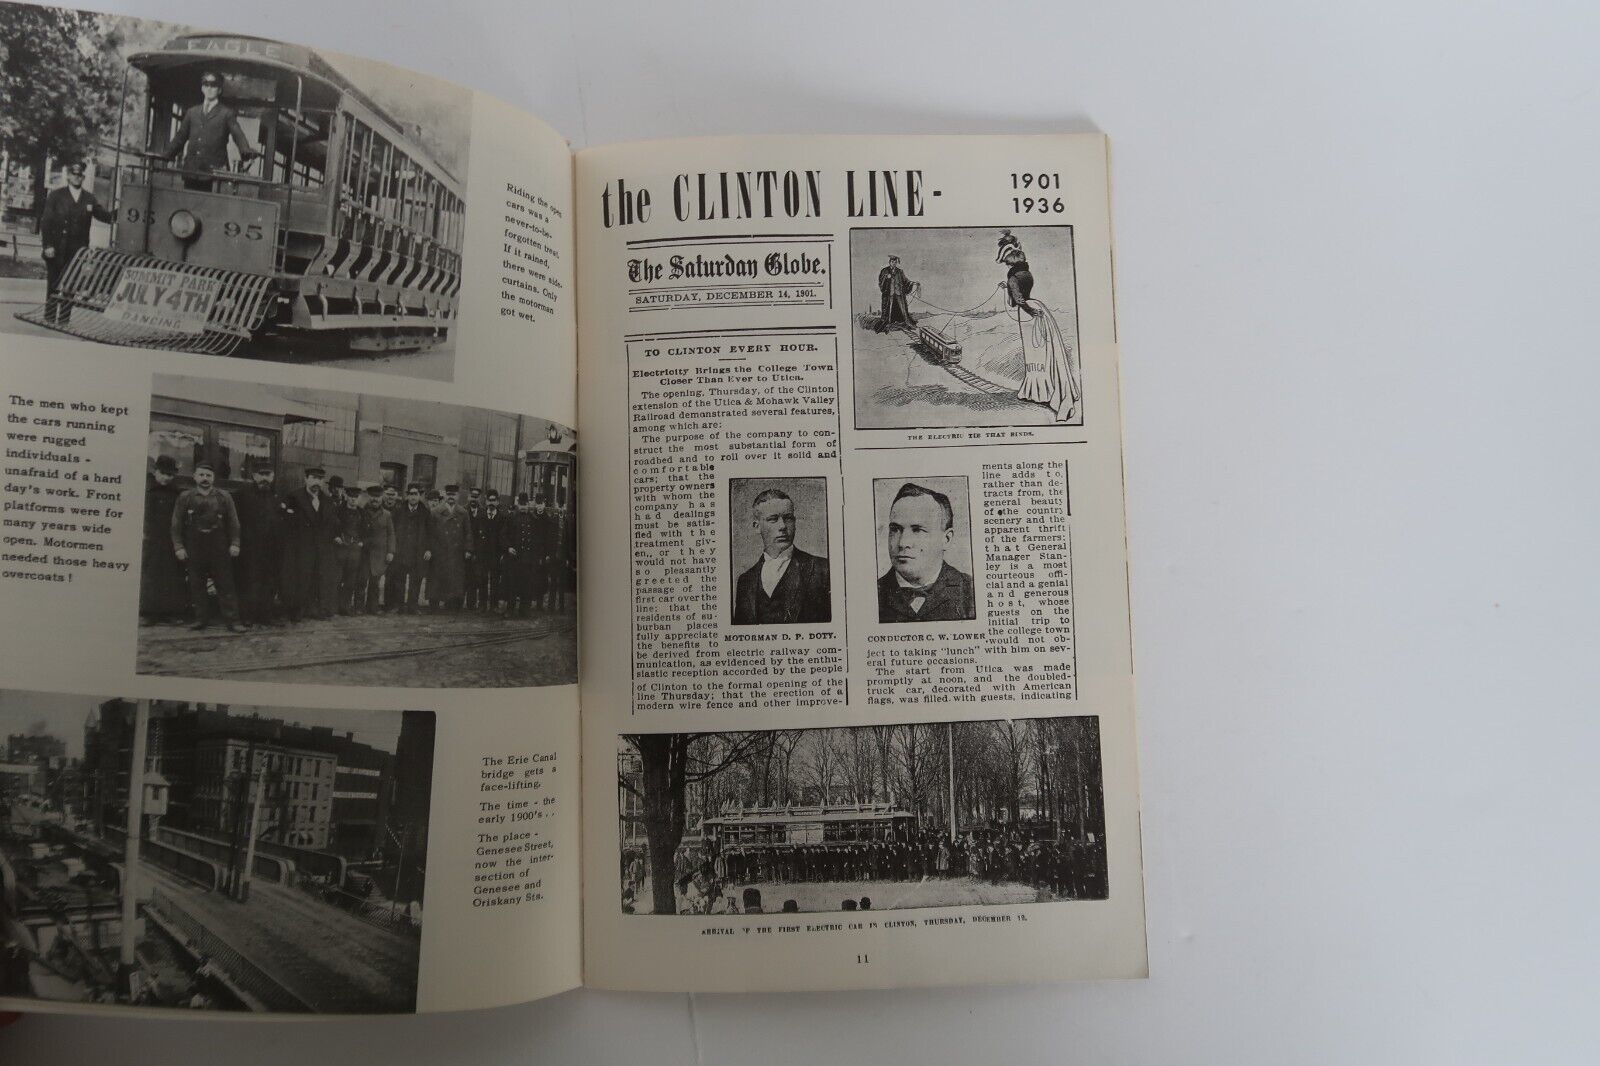 EAGLE
95
95
SUMMIT PARK
JULY 4TH
DANCING
Riding the open
cars was a
never-to-be-
forgotten treat.
If it rained,
there were side-
curtains. Only
the motorman
got wet.
The men who kept
the cars running
were rugged
individuals -
unafraid of a hard
day's work. Front
platforms were for
many years wide
open. Motormen
needed those heavy
overcoats!
The Erie Canal
bridge gets a
face-lifting.
The time - the
early 1900's..
The place -
Genesee Street,
now the inter-
section of
Genesee and
Oriskany Sts.
the CLINTON LINE-
1901
1936
The Saturday Globe.
SATURDAY, DECEMBER 14, 1901.
TO CLINTON EVERY HOUR.
Electricity Brings the College Town
Closer Than Ever to Utica.
The opening, Thursday, of the Clinton
extension of the Utica & Mohawk Valley
Railroad demonstrated several features,
among which are:
The purpose of the company to con-
struct the most substantial form of
roadbed and to roll over it solid and
comfortable
cars; that the
property owners
with whom the
company has
had dealings
must be satis-
fied with the
treatment giv-
en, or they
would not have
so pleasantly
greeted the
passage of the
first car over the
line; that the
residents of su-
burban places
fully appreciate
the benefits to
be derived from electric railway com-
munication, as evidenced by the enthu-
siastic reception accorded by the people
of Clinton to the formal opening of the
line Thursday; that the erection of a
modern wire fence and other improve-
MOTORMAN D. P. DOTY.
UTICA
THE ELECTRIC TIE THAT BINDS.
CONDUCTOR C. W. LOWER
ments along the
line adds to,
rather than de-
tracts from, the
general beauty
of the country
scenery and the
apparent thrift
of the farmers;
that General
Manager Stan-
ley is a most
courteous offi-
cial and a genial
and generous
host, whose
guests on the
initial trip to
the college town
would not ob-
ject to taking "lunch" with him on sev-
eral future occasions.
The start from Utica was made
promptly at noon, and the doubled-
truck car, decorated with American
flags, was filled with guests, indicating
ARRIVAL OF THE FIRST ELECTRIC CAR IN CLINTON, THURSDAY, DECEMBER 12.
11